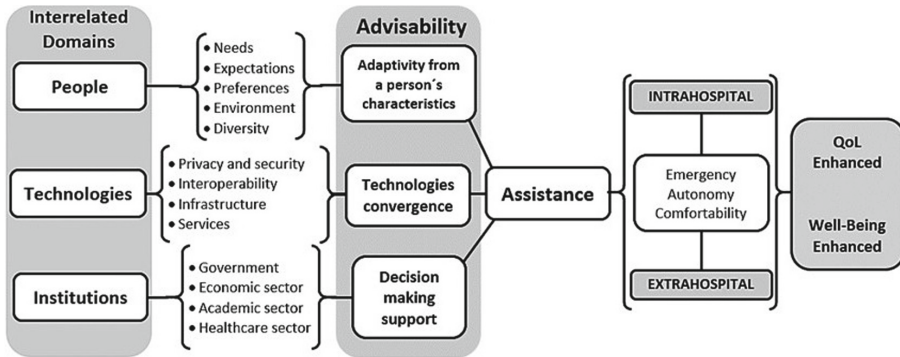 Interrelated
Domains
People
Technologies
Institutions
• Needs
• Expectations
• Preferences
• Environment
• Diversity
• Privacy and security
• Interoperability
• Infrastructure
• Services
• Government
• Economic sector
• Academic sector
• Healthcare sector
Advisability
Adaptivity from
a person´s
characteristics
Technologies
convergence
Decision
making
support
Assistance
INTRAHOSPITAL
Emergency
Autonomy
Comfortability
EXTRAHOSPITAL
QoL
Enhanced
Well-Being
Enhanced